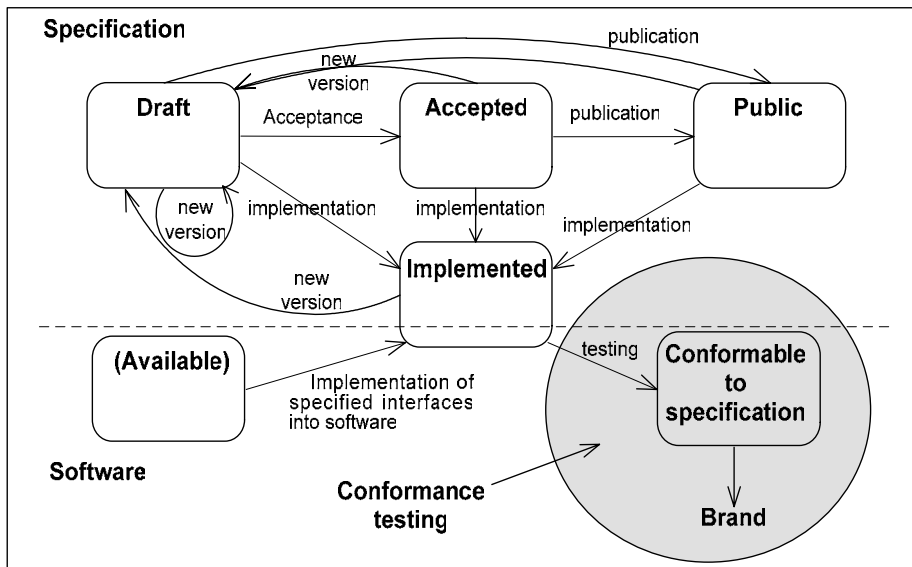 Specification
publication
new
version
Draft
Acceptance
Accepted
publication
Public
new
version
implementation
implementation
implementation
Implemented
new
version
(Available)
Implementation of
specified interfaces
into software
testing
Conformable
to
specification
Software
Conformance
testing
Brand